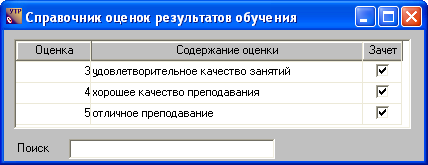 УТР
Справочник оценок результатов обучения
Оценка Содержание оценки Зачет
3 удовлетворительное качество занятий
4 хорошее качество преподавания
5 отличное преподавание
Поиск